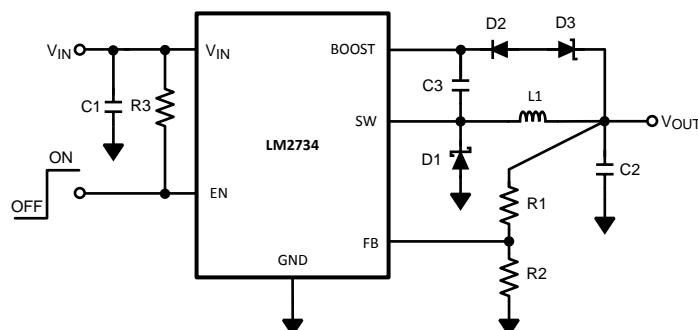 D2
D3
VIN
VIN
BOOST
C1
R3
C3
L1
SW
VOUT
LM2734
ON
D1
C2
OFF
EN
R1
FB
GND
R2